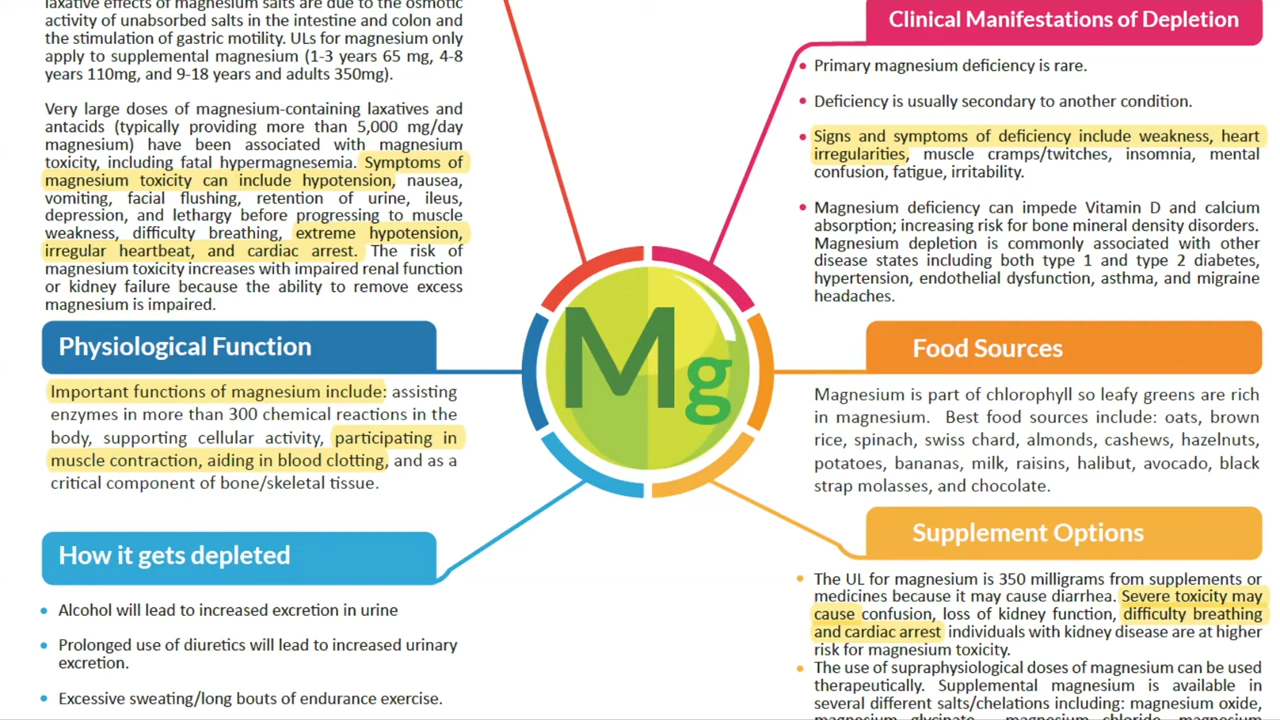 laxative effects of magnesium salts are due to the osmotic
activity of unabsorbed salts in the intestine and colon and
the stimulation of gastric motility. ULs for magnesium only
apply to supplemental magnesium (1-3 years 65 mg, 4-8
years 110mg, and 9-18 years and adults 350mg).
Very large doses of magnesium-containing laxatives and
antacids (typically providing more than 5,000 mg/day
magnesium) have been associated with magnesium
toxicity, including fatal hypermagnesemia. Symptoms of
magnesium toxicity can include hypotension, nausea,
vomiting, facial flushing, retention of urine, ileus,
depression, and lethargy before progressing to muscle
weakness, difficulty breathing, extreme hypotension,
irregular heartbeat, and cardiac arrest. The risk of
magnesium toxicity increases with impaired renal function
or kidney failure because the ability to remove excess
magnesium is impaired.
Physiological Function
Important functions of magnesium include: assisting
enzymes in more than 300 chemical reactions in the
body, supporting cellular activity, participating in
muscle contraction, aiding in blood clotting, and as a
critical component of bone/skeletal tissue.
How it gets depleted
• Alcohol will lead to increased excretion in urine
• Prolonged use of diuretics will lead to increased urinary
excretion.
• Excessive sweating/long bouts of endurance exercise.
Mg
Clinical Manifestations of Depletion
• Primary magnesium deficiency is rare.
• Deficiency is usually secondary to another condition.
• Signs and symptoms of deficiency include weakness, heart
irregularities, muscle cramps/twitches, insomnia, mental
confusion, fatigue, irritability.
• Magnesium deficiency can impede Vitamin D and calcium
absorption; increasing risk for bone mineral density disorders.
Magnesium depletion is commonly associated with other
disease states including both type 1 and type 2 diabetes,
hypertension, endothelial dysfunction, asthma, and migraine
headaches.
Food Sources
Magnesium is part of chlorophyll so leafy greens are rich
in magnesium. Best food sources include: oats, brown
rice, spinach, swiss chard, almonds, cashews, hazelnuts,
potatoes, bananas, milk, raisins, halibut, avocado, black
strap molasses, and chocolate.
Supplement Options
• The UL for magnesium is 350 milligrams from supplements or
medicines because it may cause diarrhea. Severe toxicity may
cause confusion, loss of kidney function, difficulty breathing
and cardiac arrest individuals with kidney disease are at higher
risk for magnesium toxicity.
• The use of supraphysiological doses of magnesium can be used
therapeutically. Supplemental magnesium is available in
several different salts/chelations including: magnesium oxide,
magnesium glycinate, magnesium chloride, magnesium